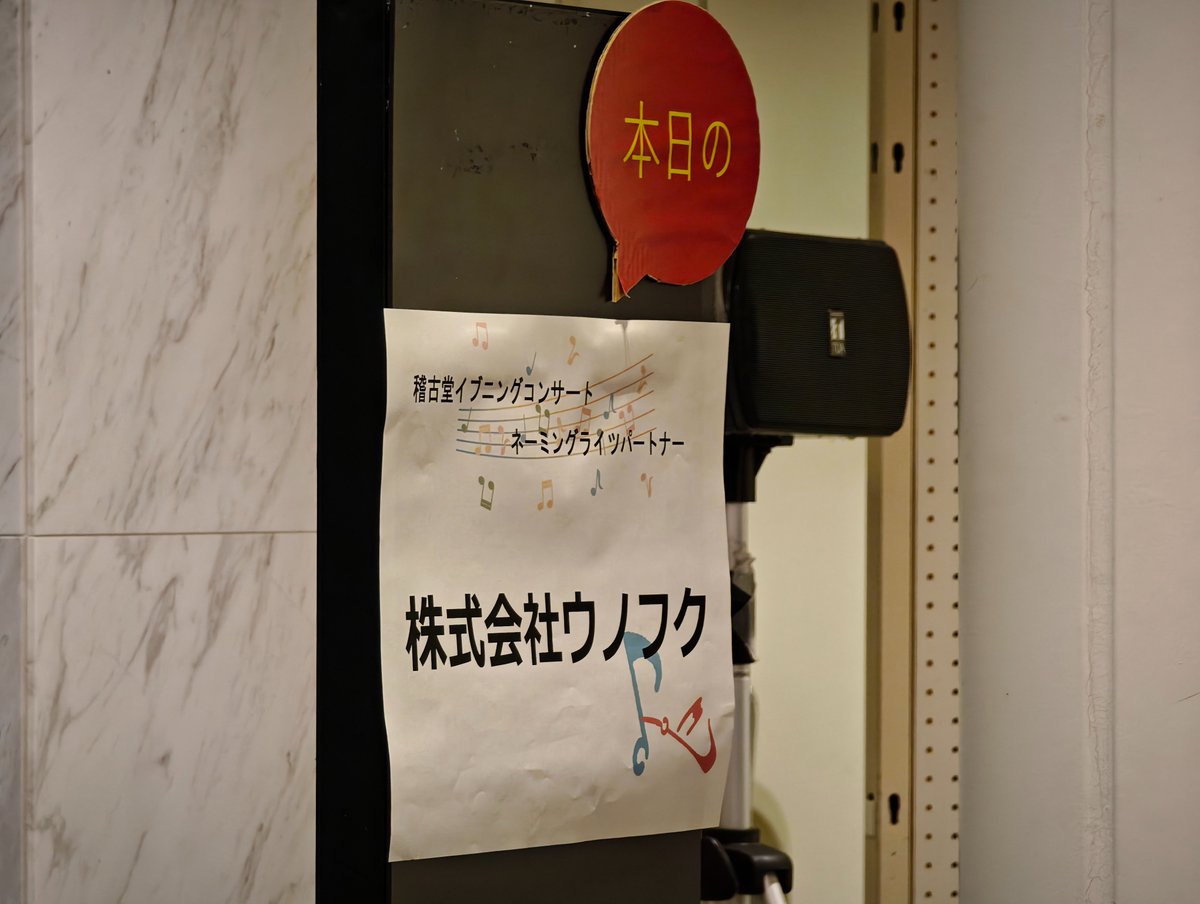 本日の
稽古堂イブニングコンサート
ネーミングライツパートナー
株式会社ウノフク